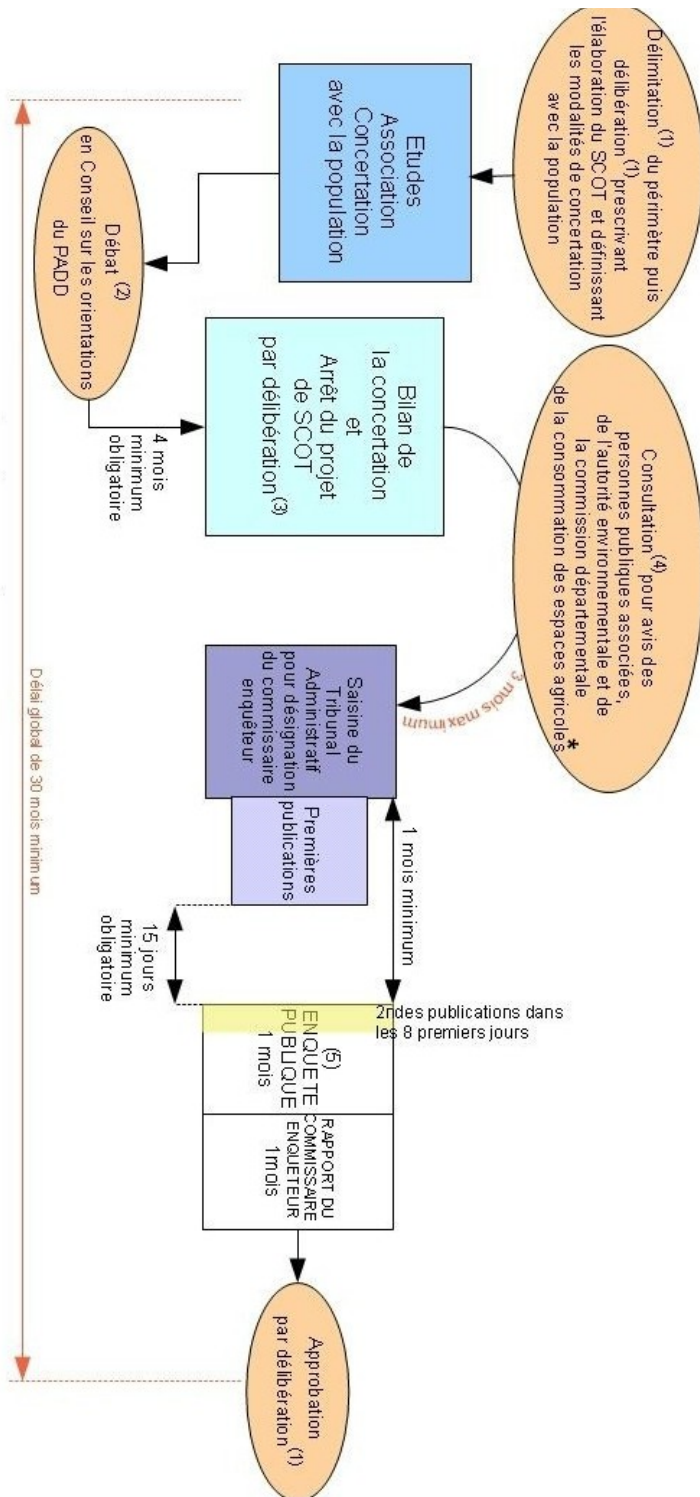 Délimitation(1) du périmètre puis
délibération(1) prescrivant
l'élaboration du SCOT et définissant
les modalités de concertation
avec la population
Etudes
Association
Concertation
avec la population
Débat(2)
en Conseil sur les orientations
du PADD
4 mois
minimum
obligatoire
Bilan de
la concertation
et
Arrêt du projet
de SCOT
par délibération(3)
Consultation(4) pour avis des
personnes publiques associées,
de l'autorité environnementale et de
la commission départementale
de la consommation des espaces agricoles*
3 mois maximum
Saisine du
Tribunal
Administratif
pour désignation
du commissaire
enquêteur
Premières
publications
1 mois minimum
15 jours
minimum
obligatoire
2ndes publications dans
les 8 premiers jours
(5)
ENQUETE
PUBLIQUE
1 mois
RAPPORT DU
COMMISSAIRE
ENQUETEUR
1mois
Approbation
par délibération(1)
Délai global de 30 mois minimum